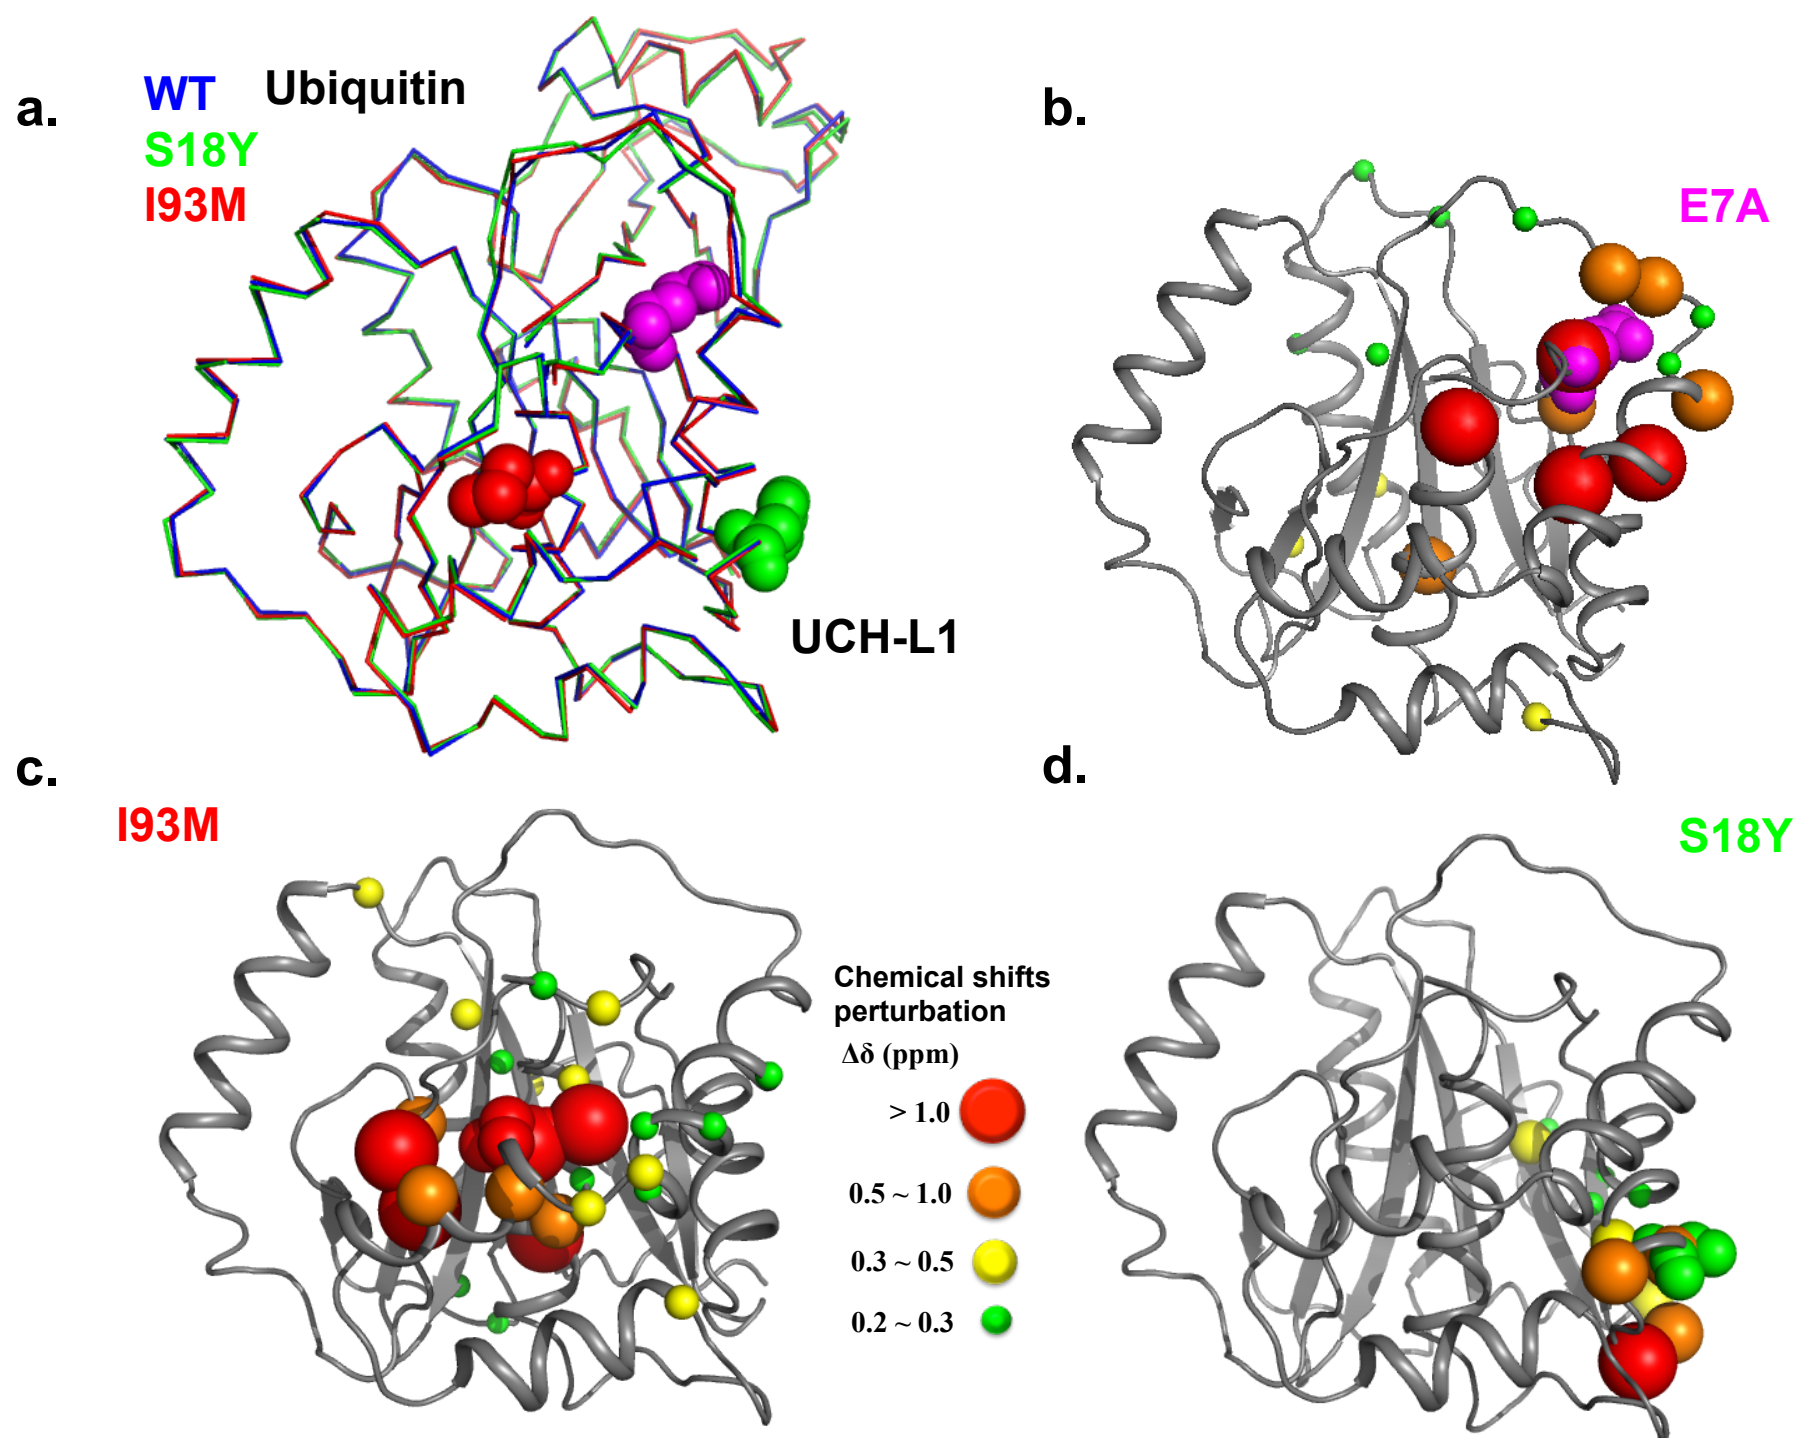 a.
WT
Ubiquitin
S18Y
I93M
UCH-L1
b.
E7A
c.
I93M
Chemical shifts
perturbation
Δδ (ppm)
> 1.0
0.5 ~ 1.0
0.3 ~ 0.5
0.2 ~ 0.3
d.
S18Y